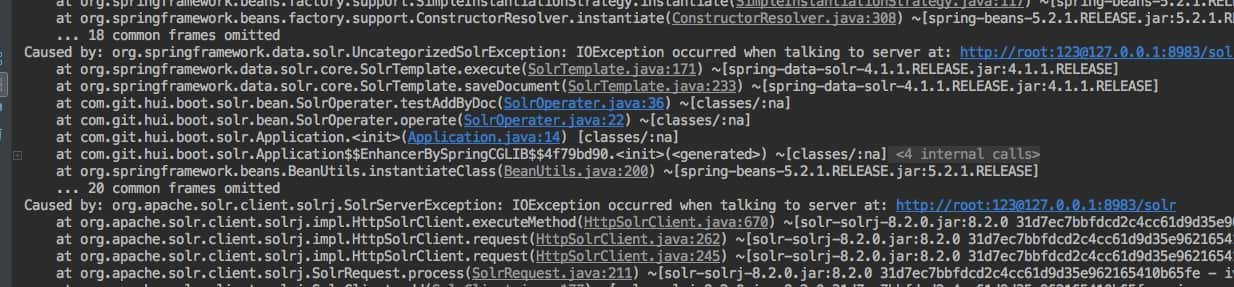 at org.springframework.beans.factory.support.SimpleInstantiationStrategy.instantiate(SimpleInstantiationStrategy.java:117) ~[spring-beans-5.2.1.REL
at org.springframework.beans.factory.support.ConstructorResolver.instantiate(ConstructorResolver.java:308) ~[spring-beans-5.2.1.RELEASE.jar:5.2.1.R
... 18 common frames omitted
Caused by: org.springframework.data.solr.UncategorizedSolrException: IOException occurred when talking to server at: http://root:123@127.0.0.1:8983/sol
at org.springframework.data.solr.core.SolrTemplate.execute(SolrTemplate.java:171) ~[spring-data-solr-4.1.1.RELEASE.jar:4.1.1.RELEASE]
at org.springframework.data.solr.core.SolrTemplate.saveDocument(SolrTemplate.java:233) ~[spring-data-solr-4.1.1.RELEASE.jar:4.1.1.RELEASE]
at com.git.hui.boot.solr.bean.SolrOperater.testAddByDoc(SolrOperater.java:36) ~[classes/:na]
at com.git.hui.boot.solr.bean.SolrOperater.operate(SolrOperater.java:22) ~[classes/:na]
at com.git.hui.boot.solr.Application.<init>(Application.java:14) [classes/:na]
at com.git.hui.boot.solr.Application$$EnhancerBySpringCGLIB$$4f79bd90.<init>(<generated>) ~[classes/:na] <4 internal calls>
at org.springframework.beans.BeanUtils.instantiateClass(BeanUtils.java:200) ~[spring-beans-5.2.1.RELEASE.jar:5.2.1.RELEASE]
... 20 common frames omitted
Caused by: org.apache.solr.client.solrj.SolrServerException: IOException occurred when talking to server at: http://root:123@127.0.0.1:8983/solr
at org.apache.solr.client.solrj.impl.HttpSolrClient.executeMethod(HttpSolrClient.java:670) ~[solr-solrj-8.2.0.jar:8.2.0 31d7ec7bbfdcd2c4cc61d9d35e9
at org.apache.solr.client.solrj.impl.HttpSolrClient.request(HttpSolrClient.java:262) ~[solr-solrj-8.2.0.jar:8.2.0 31d7ec7bbfdcd2c4cc61d9d35e9621654
at org.apache.solr.client.solrj.impl.HttpSolrClient.request(HttpSolrClient.java:245) ~[solr-solrj-8.2.0.jar:8.2.0 31d7ec7bbfdcd2c4cc61d9d35e9621654
at org.apache.solr.client.solrj.SolrRequest.process(SolrRequest.java:211) ~[solr-solrj-8.2.0.jar:8.2.0 31d7ec7bbfdcd2c4cc61d9d35e962165410b65fe - i